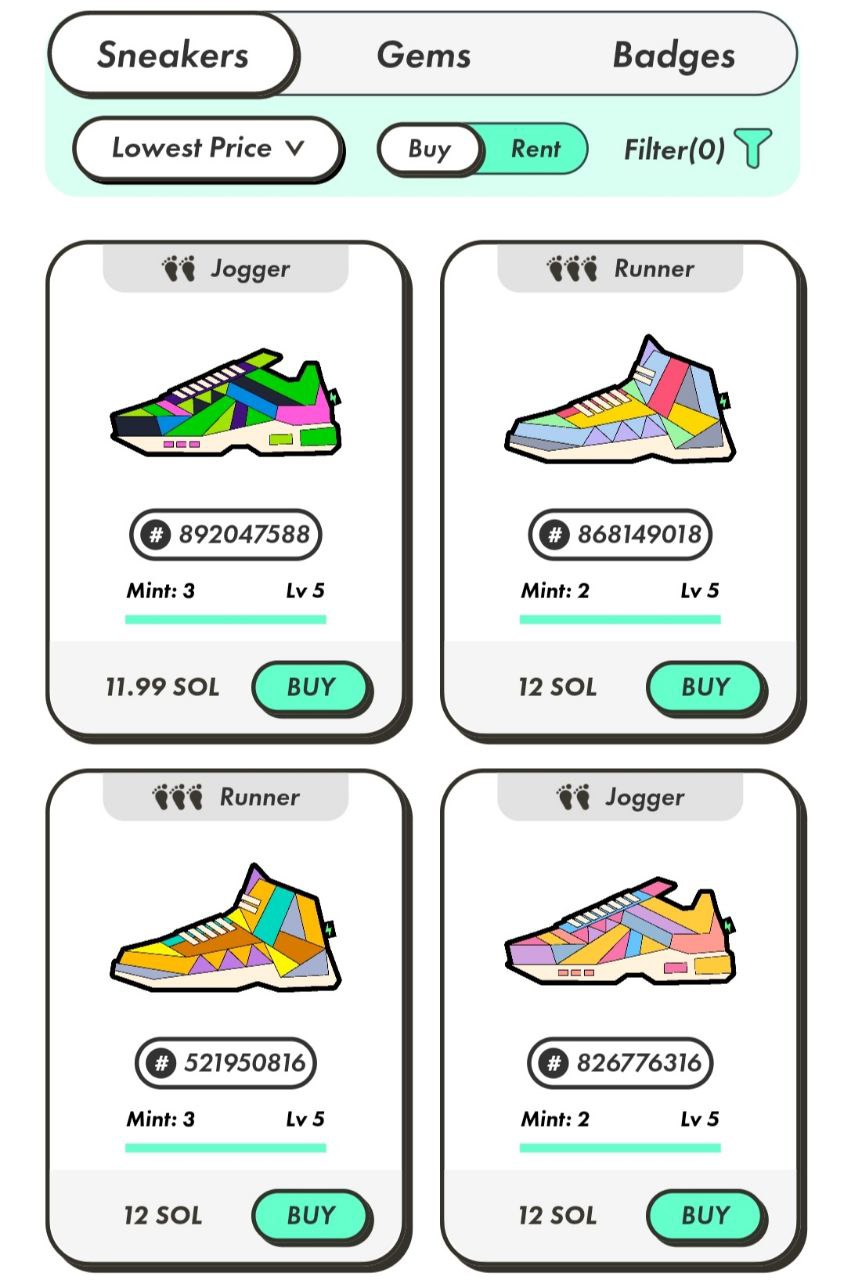 Sneakers Gems Badges
Lowest Price Buy Rent Filter(0)
Jogger
# 892047588
Mint: 3 Lv 5
11.99 SOL BUY
Runner
# 868149018
Mint: 2 Lv 5
12 SOL BUY
Runner
# 521950816
Mint: 3 Lv 5
12 SOL BUY
Jogger
# 826776316
Mint: 2 Lv 5
12 SOL BUY